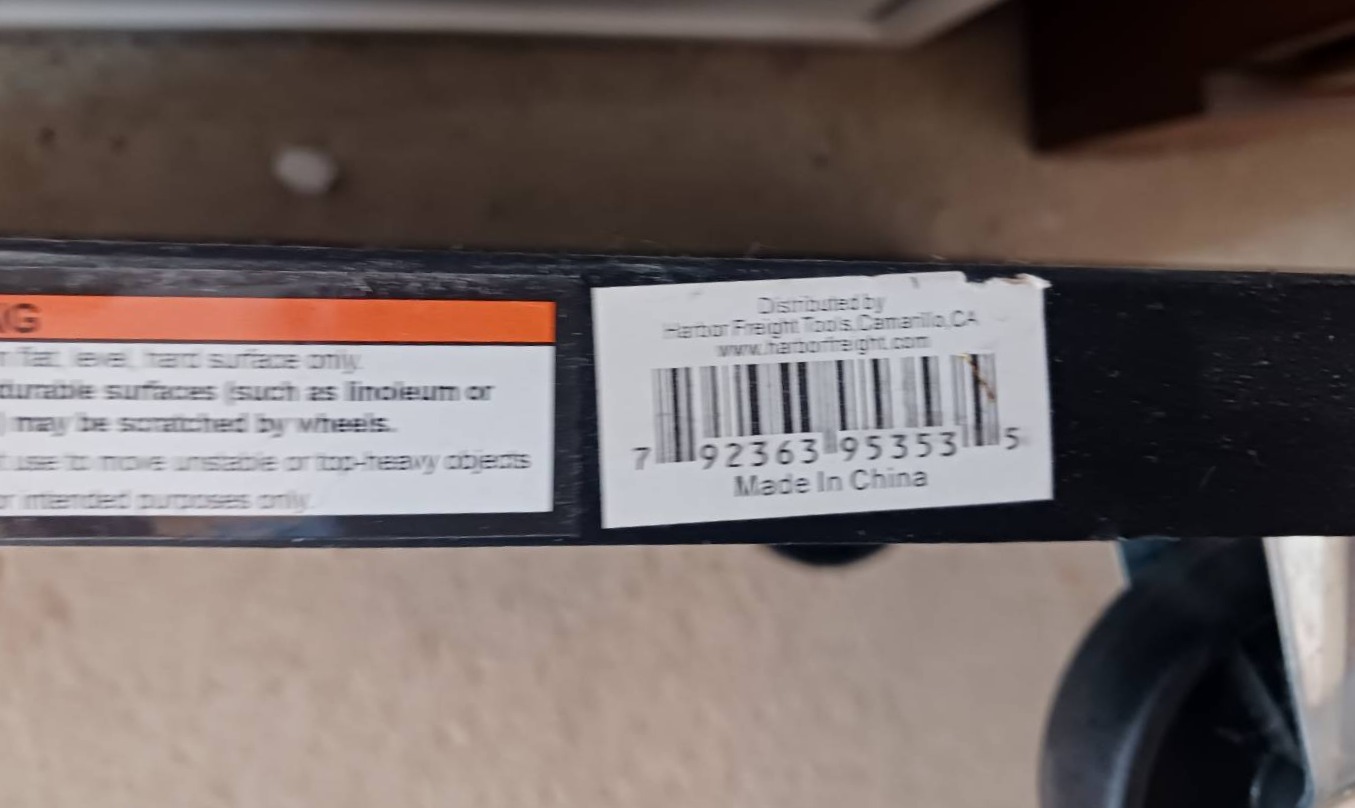 G
flat, level, hard surface only.
durable surfaces (such as linoleum or
) may be scratched by wheels.
use to move unstable or top-heavy objects
r intended purposes only.
Distributed by
Harbor Freight Tools, Camarillo, CA
www.harborfreight.com
7 92363 95353 5
Made In China